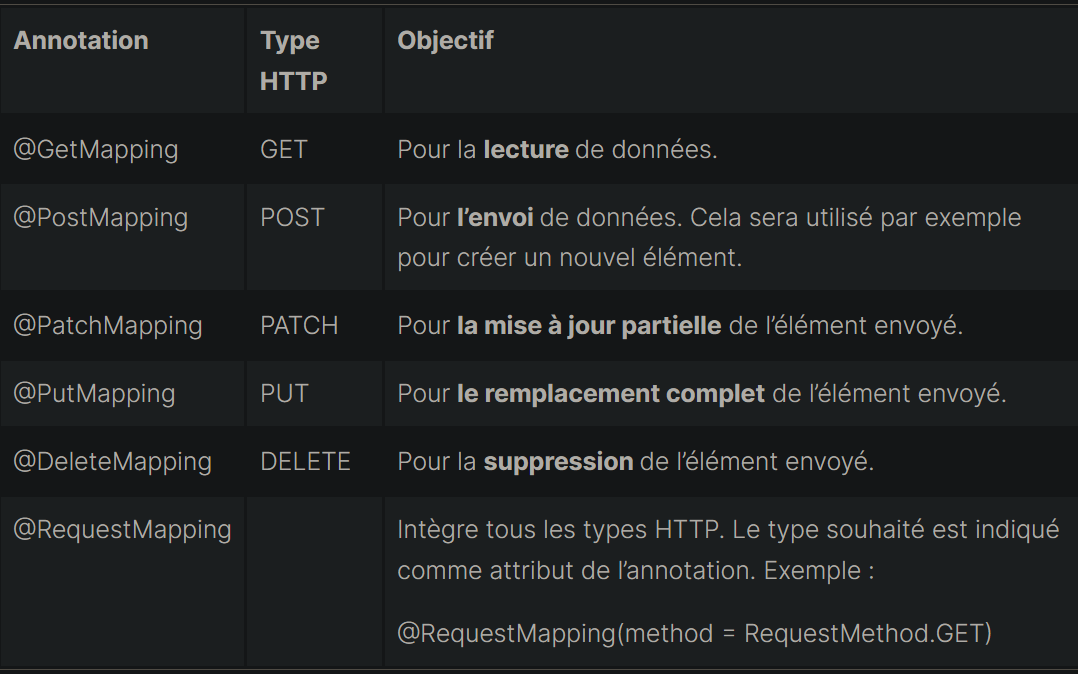 Annotation
Type
HTTP
Objectif
@GetMapping
GET
Pour la lecture de données.
@PostMapping
POST
Pour l’envoi de données. Cela sera utilisé par exemple
pour créer un nouvel élément.
@PatchMapping
PATCH
Pour la mise à jour partielle de l’élément envoyé.
@PutMapping
PUT
Pour le remplacement complet de l’élément envoyé.
@DeleteMapping
DELETE
Pour la suppression de l’élément envoyé.
@RequestMapping
Intègre tous les types HTTP. Le type souhaité est indiqué
comme attribut de l’annotation. Exemple :
@RequestMapping(method = RequestMethod.GET)